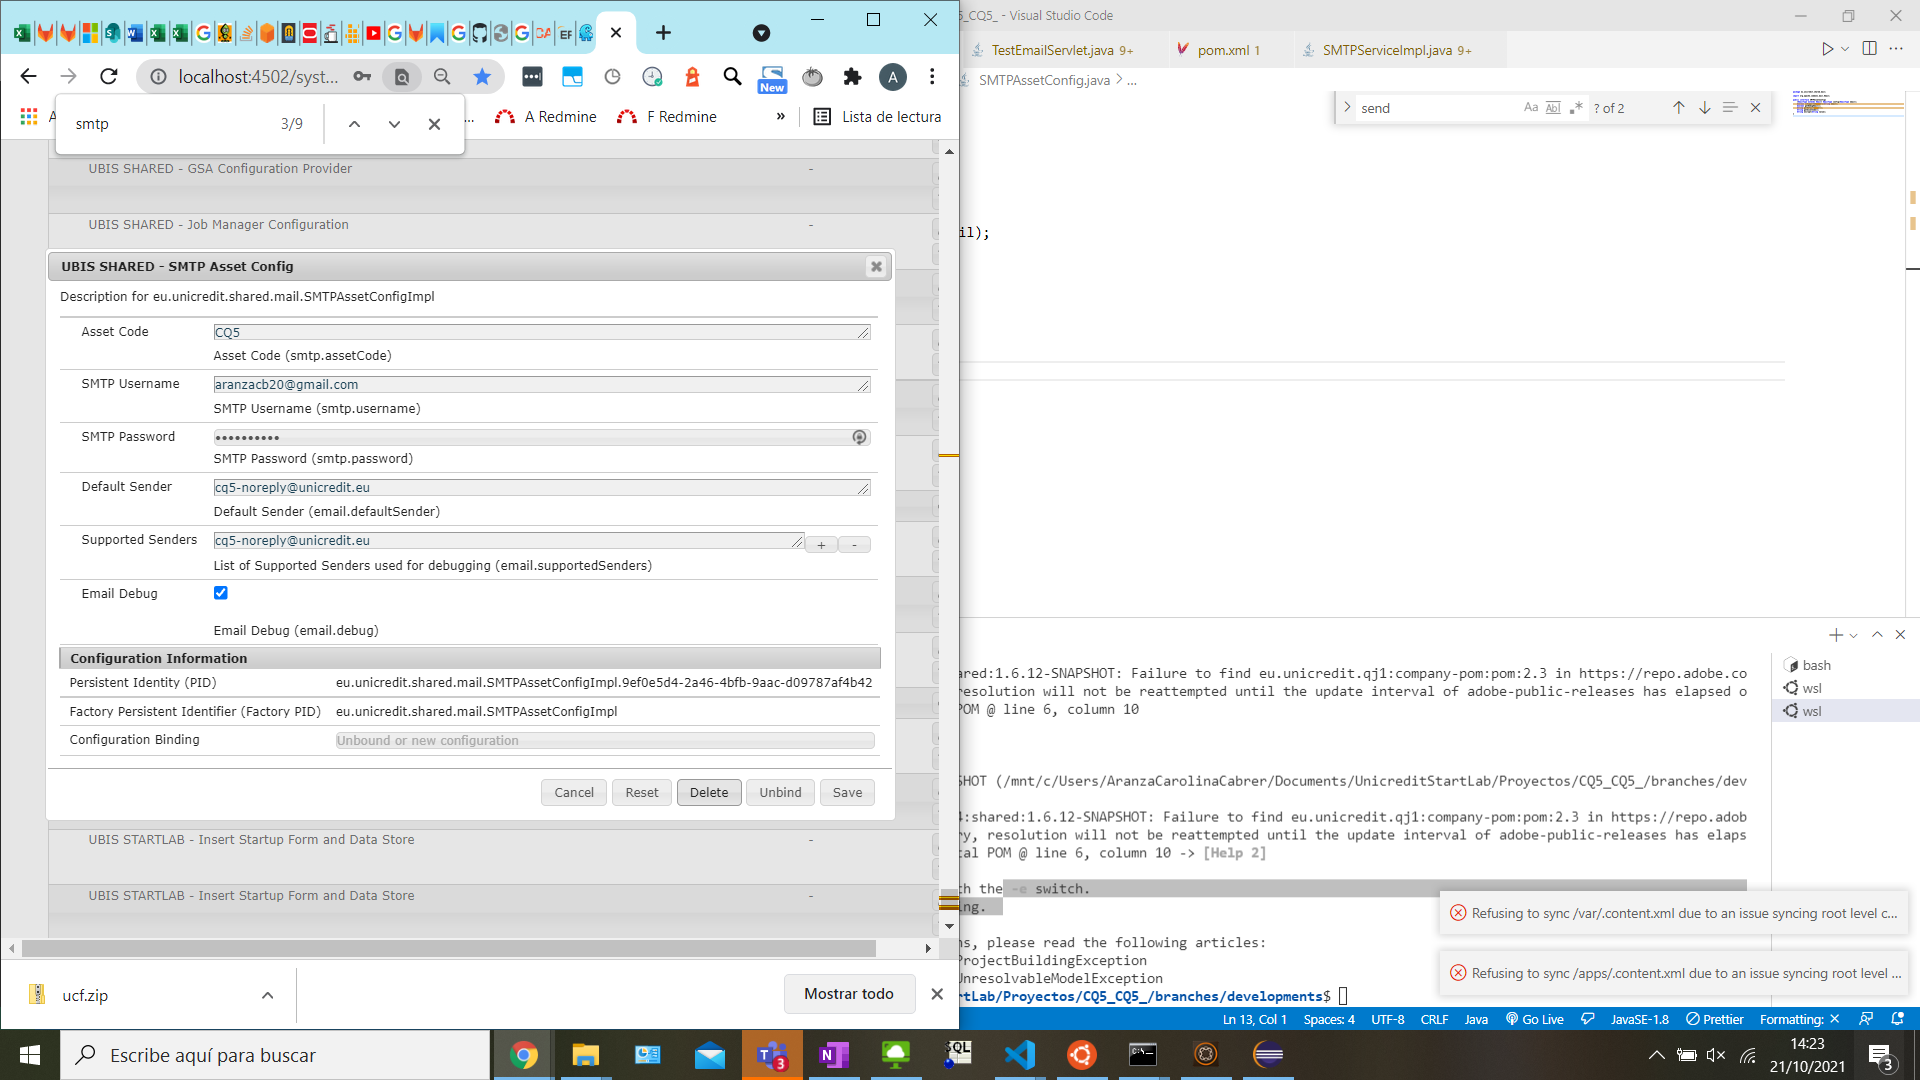 localhost:4502/syst...
New
A
A Redmine
F Redmine
»
Lista de lectura
smtp
3/9
UBIS SHARED - GSA Configuration Provider
-
UBIS SHARED - Job Manager Configuration
-
UBIS SHARED - SMTP Asset Config
Description for eu.unicredit.shared.mail.SMTPAssetConfigImpl
Asset Code
CQ5
Asset Code (smtp.assetCode)
SMTP Username
aranzacb20@gmail.com
SMTP Username (smtp.username)
SMTP Password
••••••••••
SMTP Password (smtp.password)
Default Sender
cq5-noreply@unicredit.eu
Default Sender (email.defaultSender)
Supported Senders
cq5-noreply@unicredit.eu
+ -
List of Supported Senders used for debugging (email.supportedSenders)
Email Debug
Email Debug (email.debug)
Configuration Information
Persistent Identity (PID)
eu.unicredit.shared.mail.SMTPAssetConfigImpl.9ef0e5d4-2a46-4bfb-9aac-d09787af4b42
Factory Persistent Identifier (Factory PID)
eu.unicredit.shared.mail.SMTPAssetConfigImpl
Configuration Binding
Unbound or new configuration
Cancel
Reset
Delete
Unbind
Save
UBIS STARTLAB - Insert Startup Form and Data Store
-
UBIS STARTLAB - Insert Startup Form and Data Store
-
ucf.zip
Mostrar todo
5_CQ5_ - Visual Studio Code
TestEmailServlet.java 9+
pom.xml 1
SMTPServiceImpl.java 9+
SMTPAssetConfig.java > ...
send
Aa
Abl
.*
? of 2
il);
bash
wsl
wsl
ared:1.6.12-SNAPSHOT: Failure to find eu.unicredit.qj1:company-pom:pom:2.3 in https://repo.adobe.co
resolution will not be reattempted until the update interval of adobe-public-releases has elapsed o
POM @ line 6, column 10
SHOT (/mnt/c/Users/AranzaCarolinaCabrer/Documents/UnicreditStartLab/Proyectos/CQ5_CQ5_/branches/dev
4:shared:1.6.12-SNAPSHOT: Failure to find eu.unicredit.qj1:company-pom:pom:2.3 in https://repo.adob
ry, resolution will not be reattempted until the update interval of adobe-public-releases has elaps
cal POM @ line 6, column 10 -> [Help 2]
th the -e switch.
ing.
ns, please read the following articles:
ProjectBuildingException
UnresolvableModelException
rtLab/Proyectos/CQ5_CQ5_/branches/developments$
Refusing to sync /var/.content.xml due to an issue syncing root level c...
Refusing to sync /apps/.content.xml due to an issue syncing root level ...
Ln 13, Col 1
Spaces: 4
UTF-8
CRLF
Java
Go Live
JavaSE-1.8
Prettier
Formatting: ×
Escribe aquí para buscar
3
14:23
21/10/2021
3